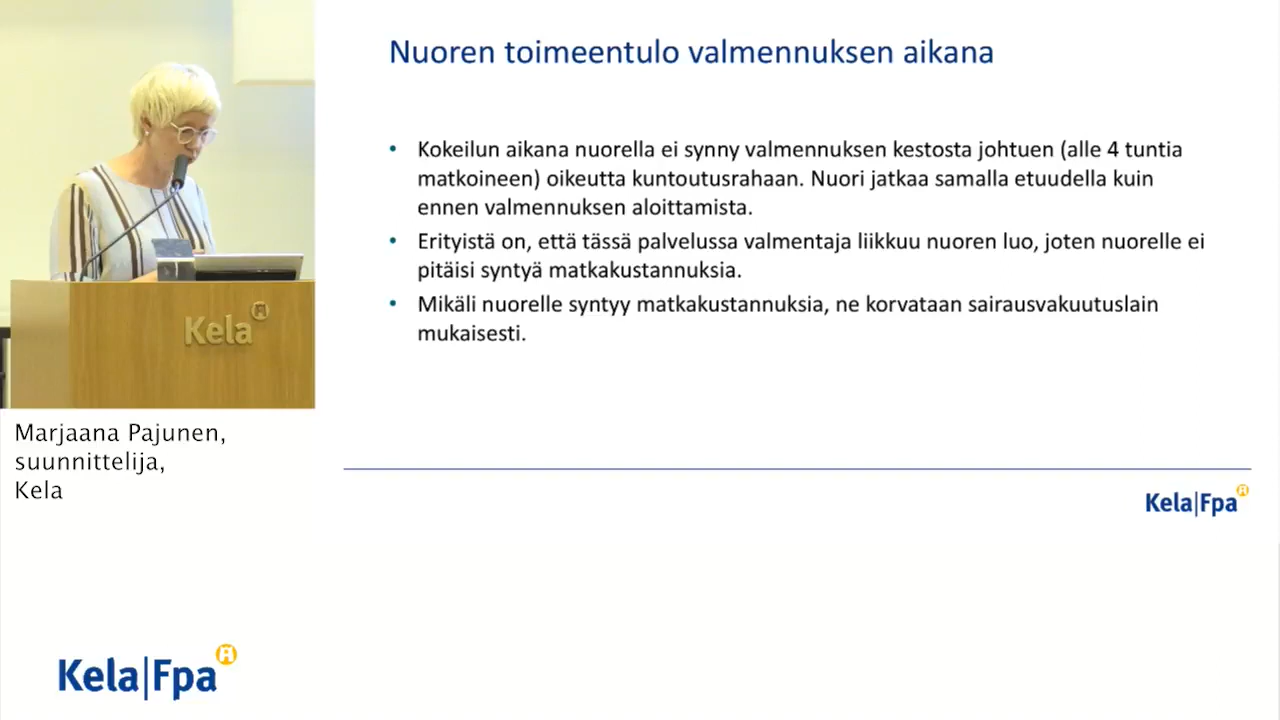 Nuoren toimeentulo valmennuksen aikana
• Kokeilun aikana nuorella ei synny valmennuksen kestosta johtuen (alle 4 tuntia
matkoineen) oikeutta kuntoutusrahaan. Nuori jatkaa samalla etuudella kuin
ennen valmennuksen aloittamista.
• Erityistä on, että tässä palvelussa valmentaja liikkuu nuoren luo, joten nuorelle ei
pitäisi syntyä matkakustannuksia.
• Mikäli nuorelle syntyy matkakustannuksia, ne korvataan sairausvakuutuslain
mukaisesti.
Kela
Marjaana Pajunen,
suunnittelija,
Kela
Kela|Fpa
Kela|Fpa